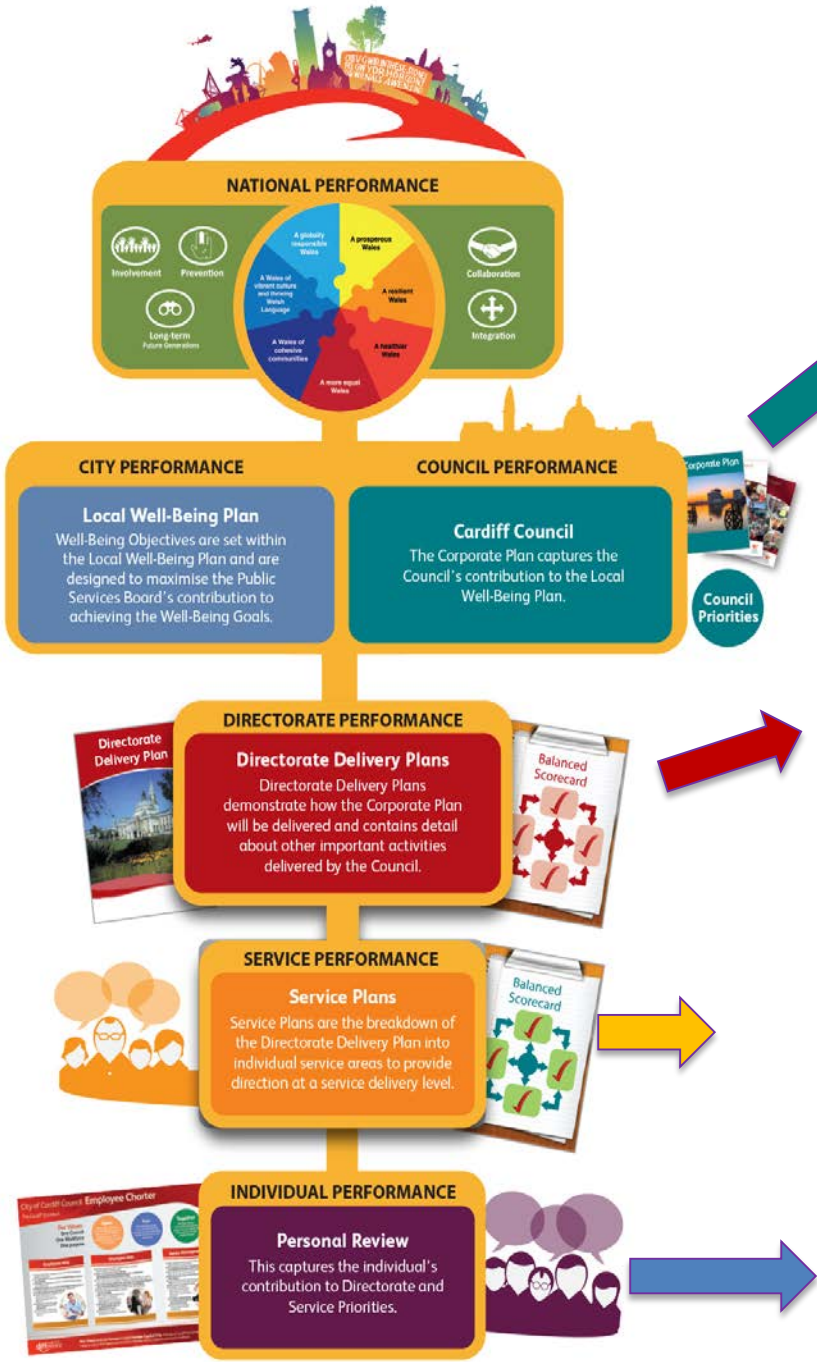 CREU GWIR
IN THESE STONES
HORIZONS
SING
NATIONAL PERFORMANCE
Involvement
Prevention
Long-term
Future Generations
A globally
responsible
Wales
A prosperous
Wales
A Wales of
vibrant culture
and thriving
Welsh
Language
A resilient
Wales
A Wales of
cohesive
communities
A healthier
Wales
A more equal
Wales
Collaboration
Integration
CITY PERFORMANCE
Local Well-Being Plan
Well-Being Objectives are set within
the Local Well-Being Plan and are
designed to maximise the Public
Services Board's contribution to
achieving the Well-Being Goals.
COUNCIL PERFORMANCE
Cardiff Council
The Corporate Plan captures the
Council's contribution to the Local
Well-Being Plan.
Corporate Plan
Council
Priorities
Directorate
Delivery Plan
DIRECTORATE PERFORMANCE
Directorate Delivery Plans
Directorate Delivery Plans
demonstrate how the Corporate Plan
will be delivered and contains detail
about other important activities
delivered by the Council.
Balanced
Scorecard
SERVICE PERFORMANCE
Service Plans
Service Plans are the breakdown of
the Directorate Delivery Plan into
individual service areas to provide
direction at a service delivery level.
Balanced
Scorecard
City of Cardiff Council Employee Charter
Together
INDIVIDUAL PERFORMANCE
Personal Review
This captures the individual's
contribution to Directorate and
Service Priorities.